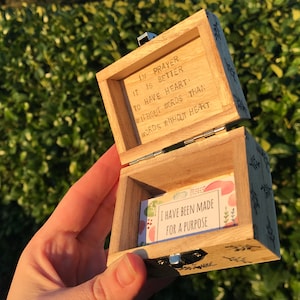 IN PRAYER
IT IS BETTER
TO HAVE HEART
WITHOUT WORDS THAN
WORDS WITHOUT HEART
I HAVE BEEN MADE
FOR A PURPOSE